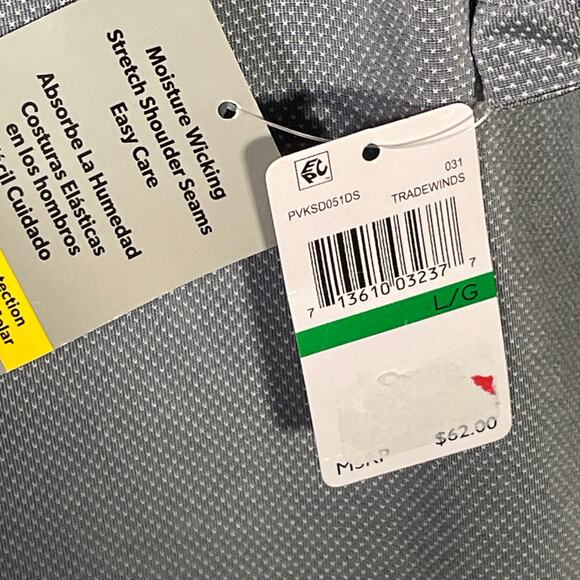 Moisture Wicking
Stretch Shoulder Seams
Easy Care
Absorbe La Humedad
Costuras Elásticas
en los hombros
Cuidado
031
PVKSD051DS TRADEWINDS
7 13610 03237 7
L/G
MSRP $62.00